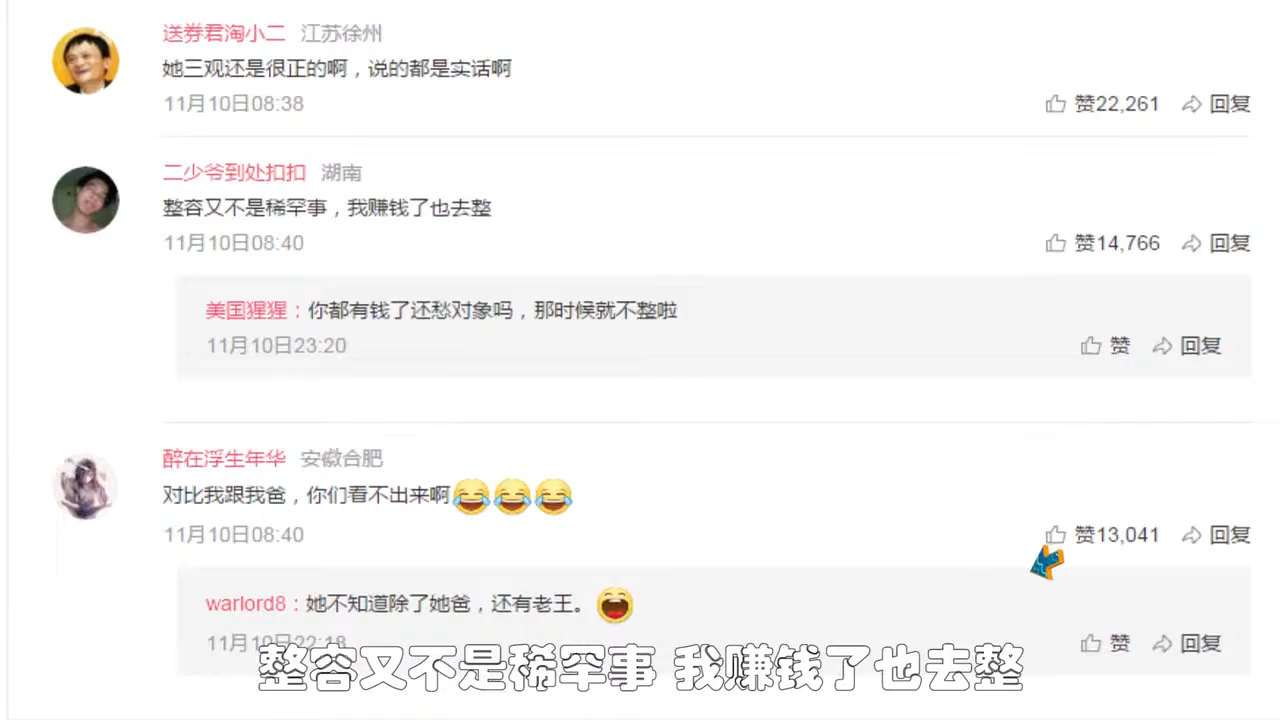 送券君淘小二 江苏徐州
她三观还是很正的啊，说的都是实话啊
11月10日08:38 赞22,261 回复
二少爷到处扣扣 湖南
整容又不是稀罕事，我赚钱了也去整
11月10日08:40 赞14,766 回复
美国猩猩：你都有钱了还愁对象吗，那时候就不整啦
11月10日23:20 赞 回复
醉在浮生年华 安徽合肥
对比我跟我爸，你们看不出来啊😂😂😂
11月10日08:40 赞13,041 回复
warlord8：她不知道除了她爸，还有老王。
11月10日22:18 赞 回复
整容又不是稀罕事 我赚钱了也去整